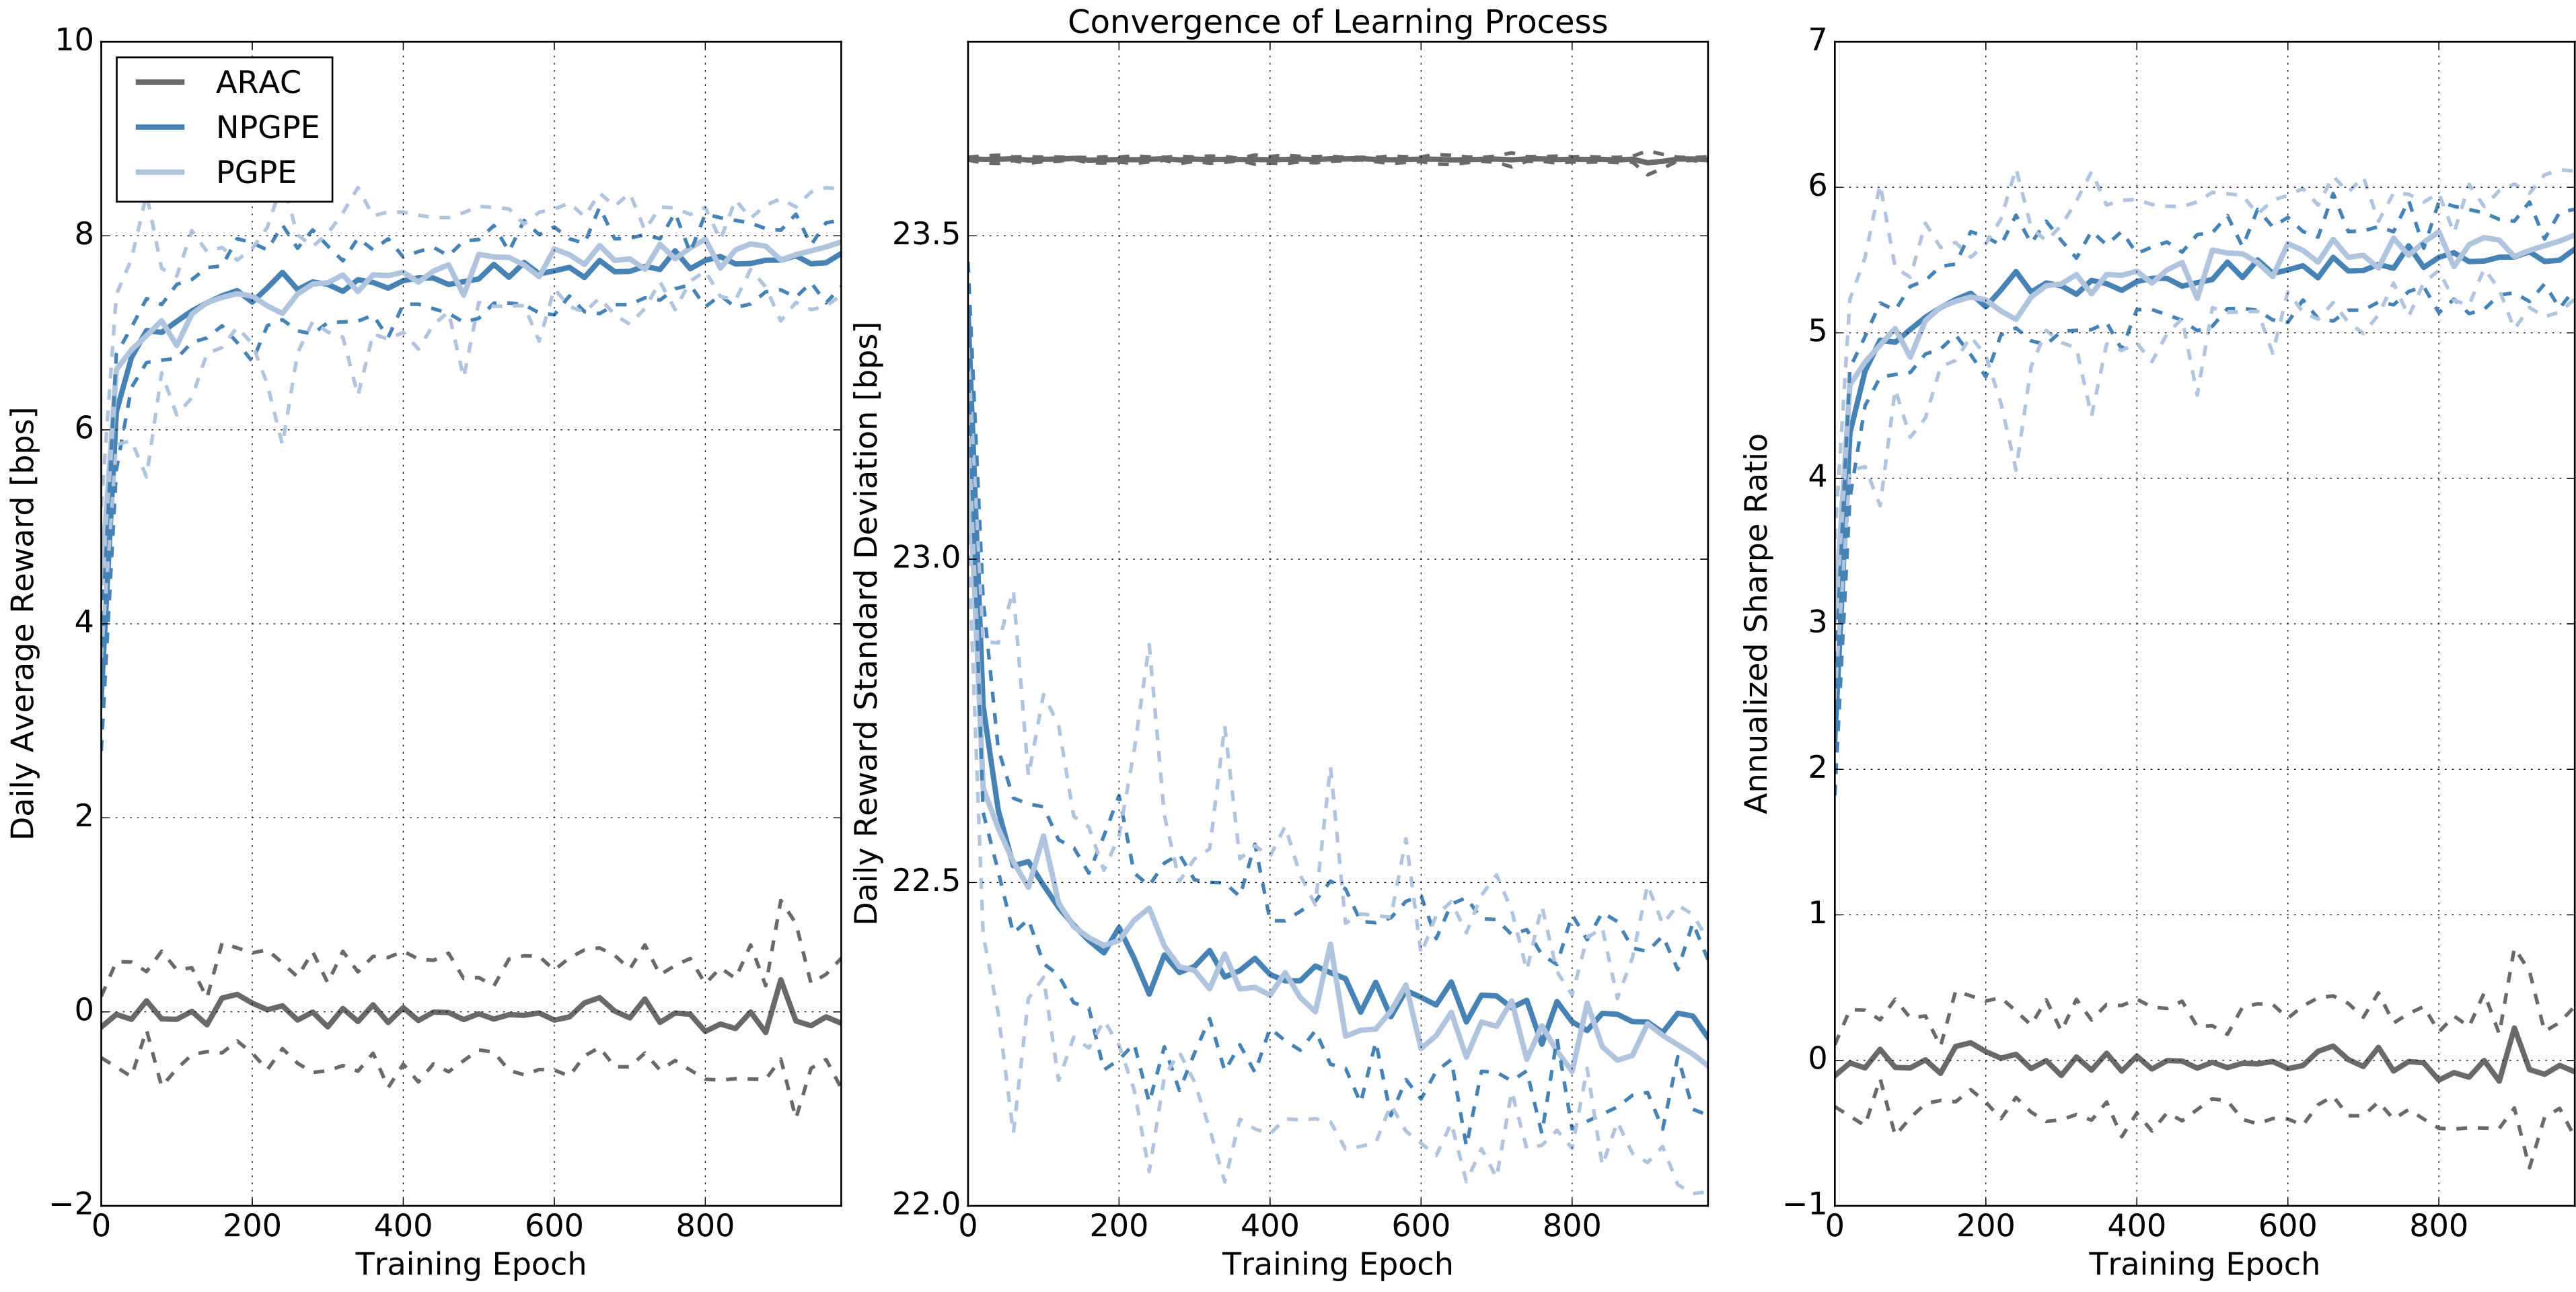 Convergence of Learning Process
10
8
6
4
2
0
−2
Daily Average Reward [bps]
ARAC
NPGPE
PGPE
0 200 400 600 800
Training Epoch
23.5
23.0
22.5
22.0
Daily Reward Standard Deviation [bps]
0 200 400 600 800
Training Epoch
7
6
5
4
3
2
1
0
−1
Annualized Sharpe Ratio
0 200 400 600 800
Training Epoch